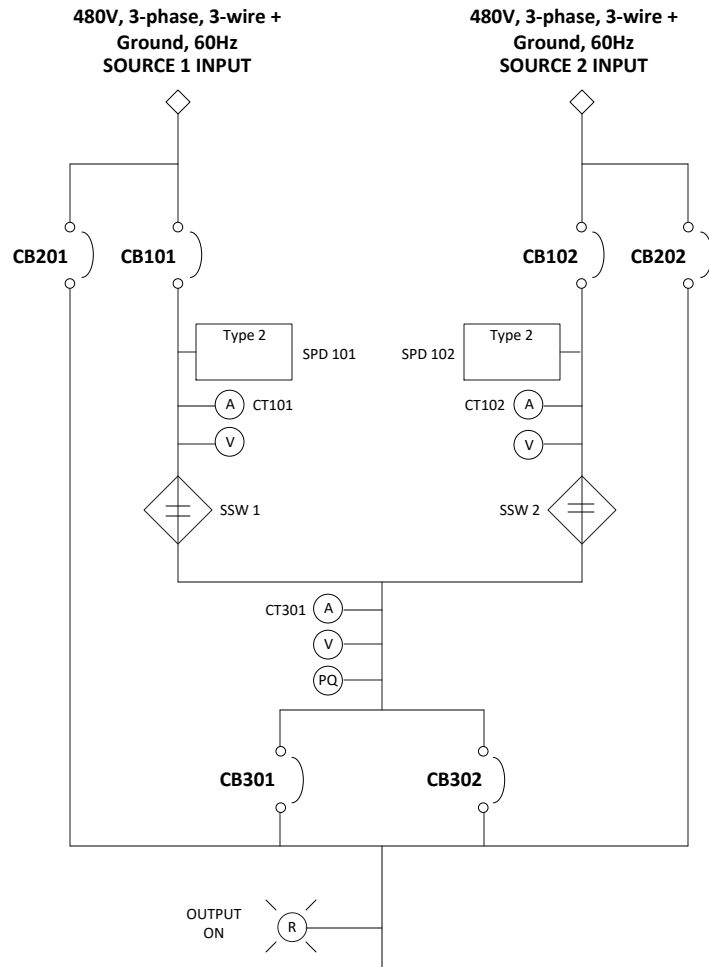 480V, 3-phase, 3-wire +
Ground, 60Hz
SOURCE 1 INPUT
480V, 3-phase, 3-wire +
Ground, 60Hz
SOURCE 2 INPUT
CB201
CB101
CB102
CB202
Type 2
SPD 101
SPD 102
Type 2
A
CT101
CT102
A
V
V
SSW 1
SSW 2
CT301
A
V
PQ
CB301
CB302
OUTPUT
ON
R